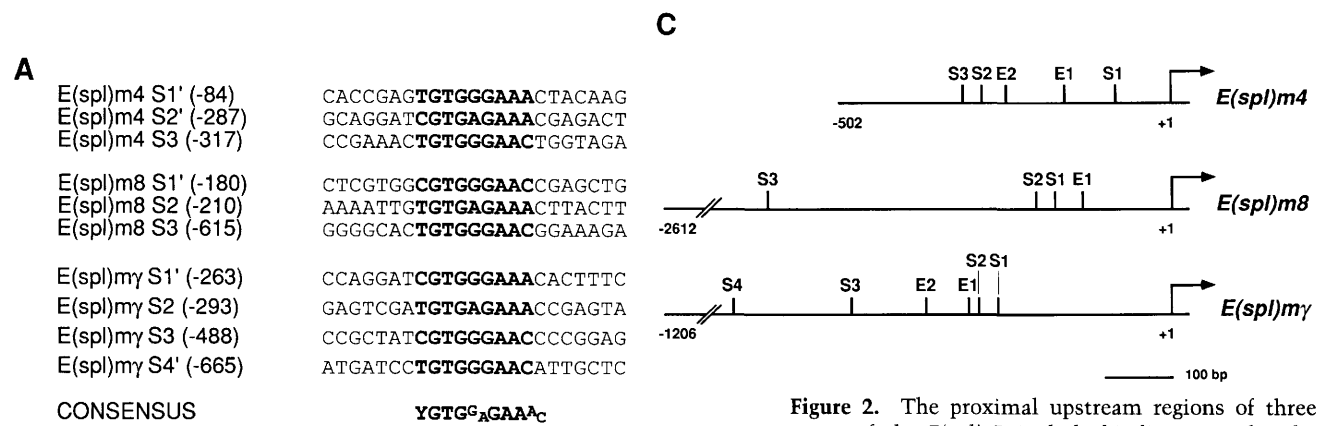 A
E(spl)m4 S1' (-84) CACCGAGTGTGGGAAACTACAAG
E(spl)m4 S2' (-287) GCAGGATCGTGAGAAACGAGACT
E(spl)m4 S3 (-317) CCGAAACTGTGGGAACTGGTAGA
E(spl)m8 S1' (-180) CTCGTGGCGTGGGAACCGAGCTG
E(spl)m8 S2 (-210) AAAATTGTGTGAGAAACTTACTT
E(spl)m8 S3 (-615) GGGGCACTGTGGGAACGGAAAGA
E(spl)mγ S1' (-263) CCAGGATCGTGGGAAACACTTTC
E(spl)mγ S2 (-293) GAGTCGATGTGAGAAACCGAGTA
E(spl)mγ S3 (-488) CCGCTATCGTGGGAACCCCGGAG
E(spl)mγ S4' (-665) ATGATCCTGTGGGAACATTGCTC
CONSENSUS YGTGGAGAAAC
C
S3 S2 E2 E1 S1
E(spl)m4
-502 +1
S3 S2 S1 E1
E(spl)m8
-2612 +1
S2 S1
S4 S3 E2 E1
E(spl)mγ
-1206 +1
100 bp
Figure 2. The proximal upstream regions of three